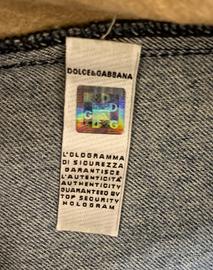 DOLCE&GABBANA
D
G D
D G
L'OLOGRAMMA
DI SICUREZZA
GARANTISCE
L'AUTENTICITÀ
AUTHENTICITY
GUARANTEED BY
TOP SECURITY
HOLOGRAM